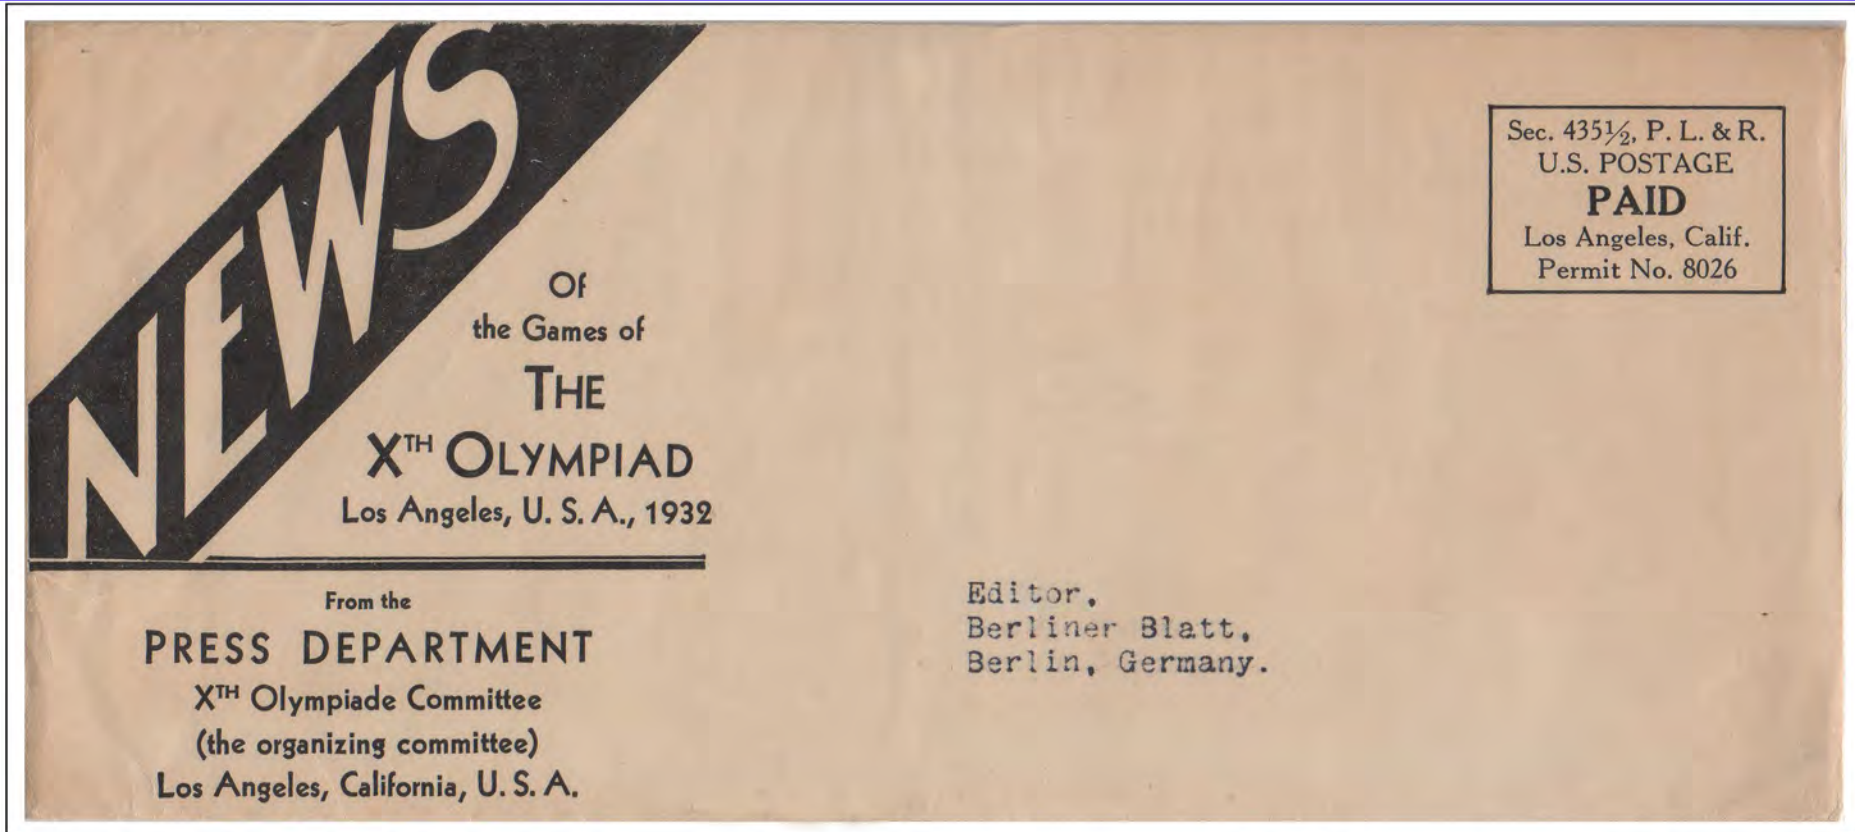 NEWS
Of
the Games of
THE
XTH OLYMPIAD
Los Angeles, U. S. A., 1932
From the
PRESS DEPARTMENT
XTH Olympiade Committee
(the organizing committee)
Los Angeles, California, U. S. A.
Sec. 435½, P. L. & R.
U.S. POSTAGE
PAID
Los Angeles, Calif.
Permit No. 8026
Editor,
Berliner Blatt,
Berlin, Germany.